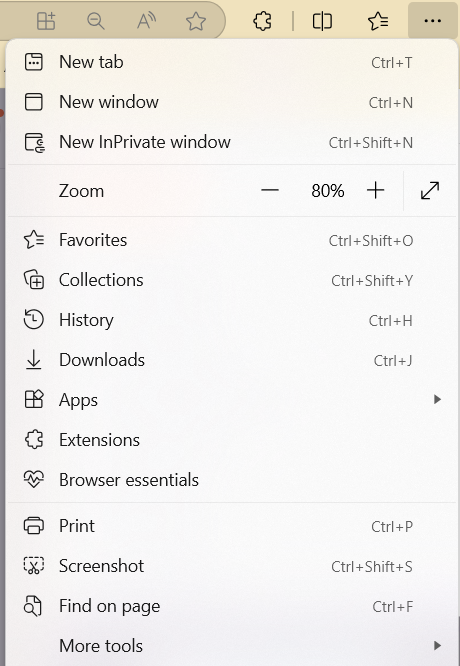 New tab Ctrl+T
New window Ctrl+N
New InPrivate window Ctrl+Shift+N
Zoom 80%
Favorites Ctrl+Shift+O
Collections Ctrl+Shift+Y
History Ctrl+H
Downloads Ctrl+J
Apps
Extensions
Browser essentials
Print Ctrl+P
Screenshot Ctrl+Shift+S
Find on page Ctrl+F
More tools